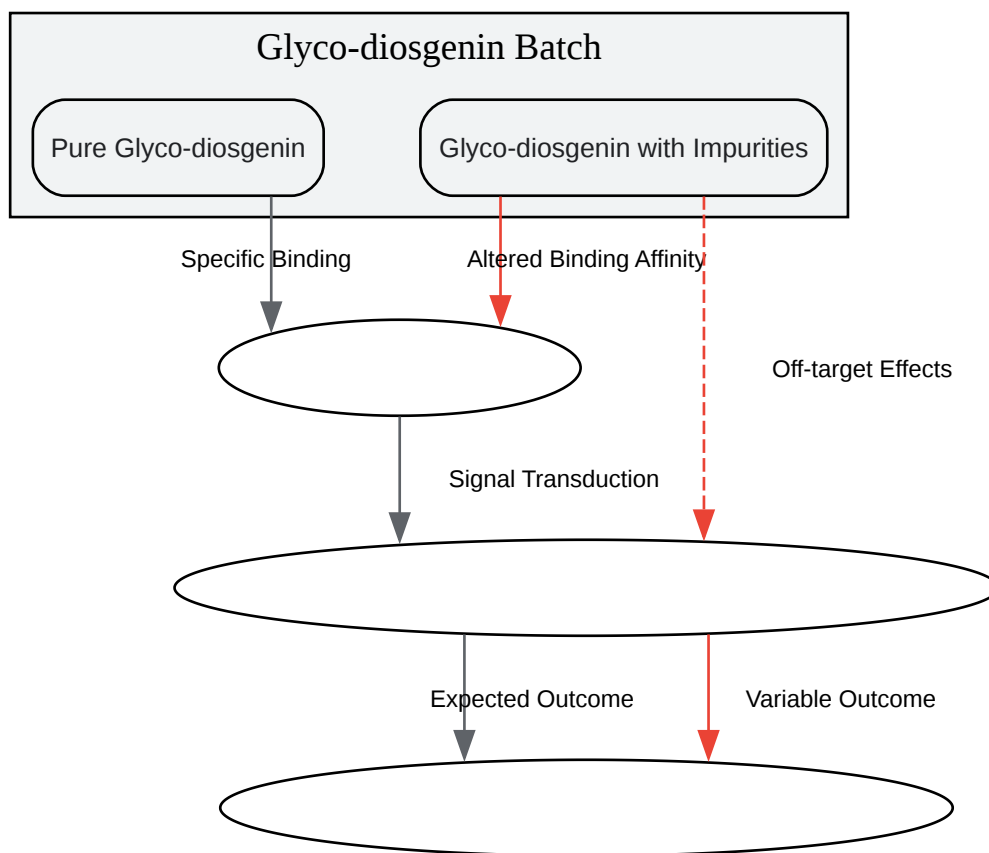 Glyco-diosgenin Batch
Pure Glyco-diosgenin
Glyco-diosgenin with Impurities
Specific Binding
Altered Binding Affinity
Off-target Effects
Signal Transduction
Expected Outcome
Variable Outcome